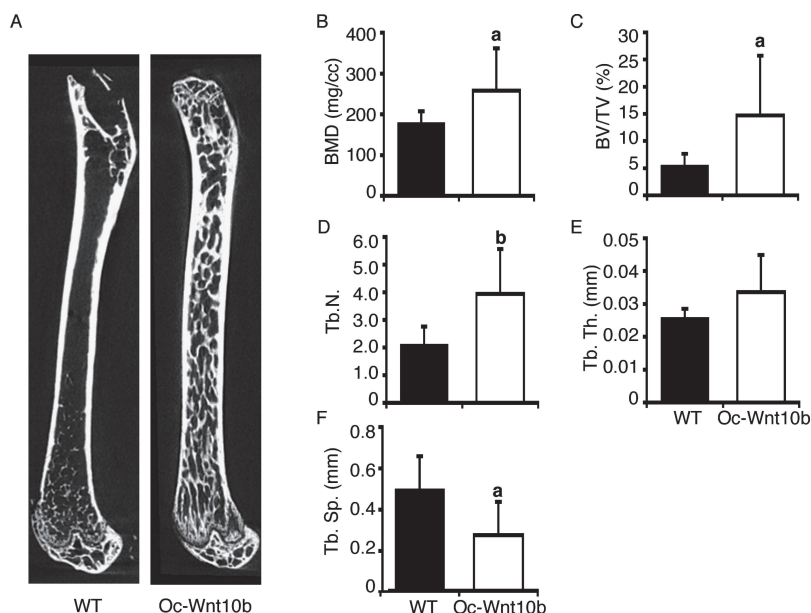 A
WT
Oc-Wnt10b
B
BMD (mg/cc)
400
300
200
100
0
a
C
BV/TV (%)
30
25
20
15
10
5
0
a
D
Tb.N.
6.0
5.0
4.0
3.0
2.0
1.0
0
b
E
Tb. Th. (mm)
0.05
0.04
0.03
0.02
0.01
0
WT
Oc-Wnt10b
F
Tb. Sp. (mm)
0.8
0.6
0.4
0.2
0
a
WT
Oc-Wnt10b